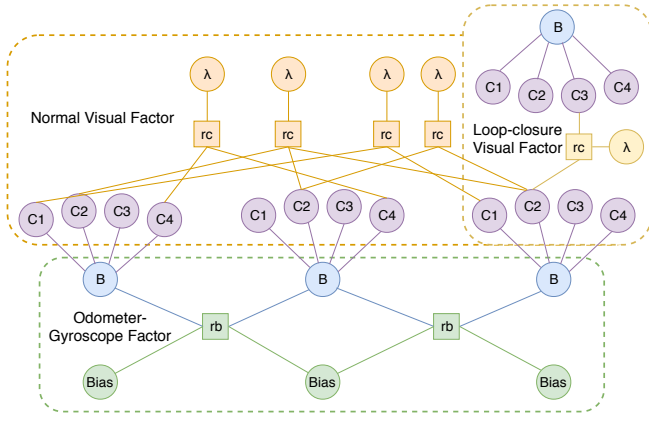 B
λ
λ
λ
λ
C1
C2
C3
C4
Normal Visual Factor
rc
rc
rc
rc
Loop-closure
Visual Factor
rc
λ
C1
C2
C3
C4
C1
C2
C3
C4
C1
C2
C3
C4
B
B
B
Odometer-
Gyroscope Factor
rb
rb
Bias
Bias
Bias